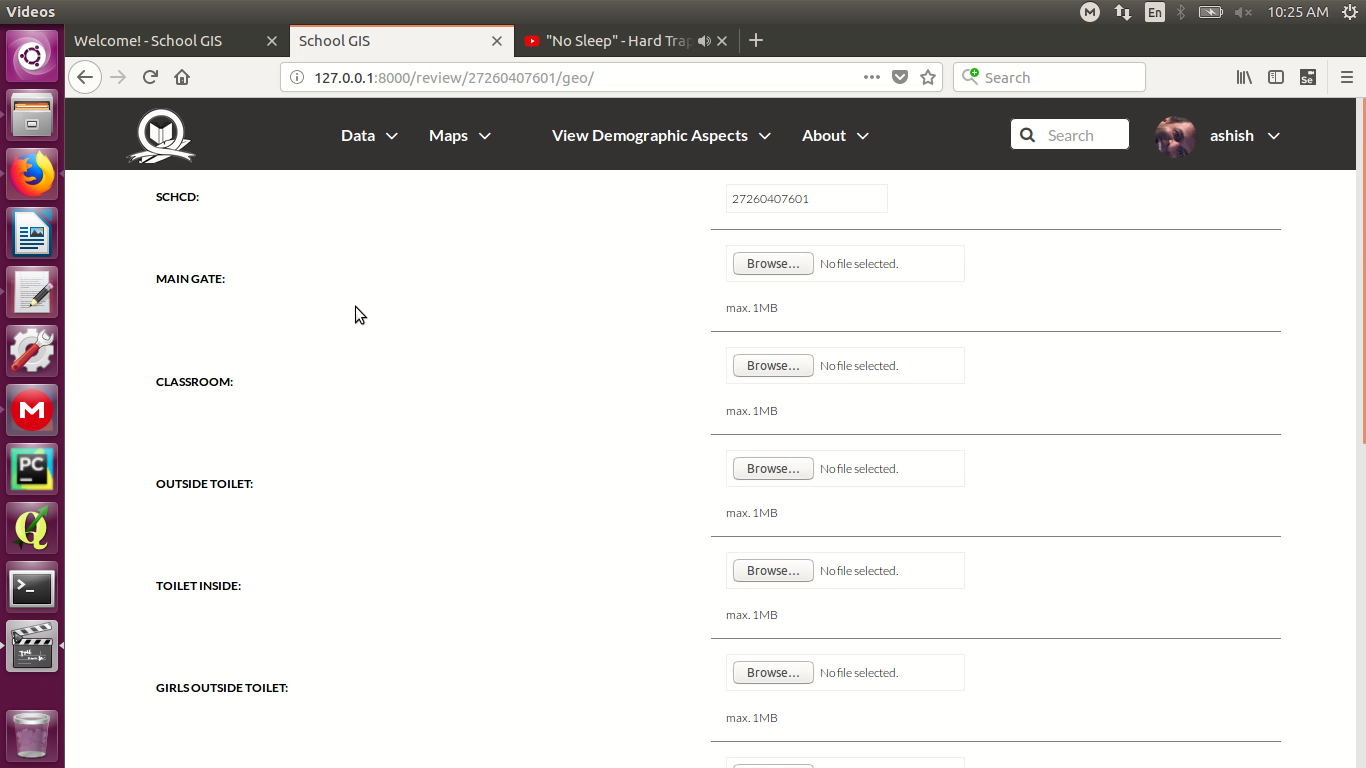 Videos
M
En
10:25 AM
Welcome! - School GIS
School GIS
"No Sleep" - Hard Trap
127.0.0.1:8000/review/27260407601/geo/
Search
Se
Data
Maps
View Demographic Aspects
About
Search
ashish
SCHCD:
27260407601
MAIN GATE:
Browse...
No file selected.
max. 1MB
CLASSROOM:
Browse...
No file selected.
max. 1MB
OUTSIDE TOILET:
Browse...
No file selected.
max. 1MB
TOILET INSIDE:
Browse...
No file selected.
max. 1MB
GIRLS OUTSIDE TOILET:
Browse...
No file selected.
max. 1MB
M
PC
>_